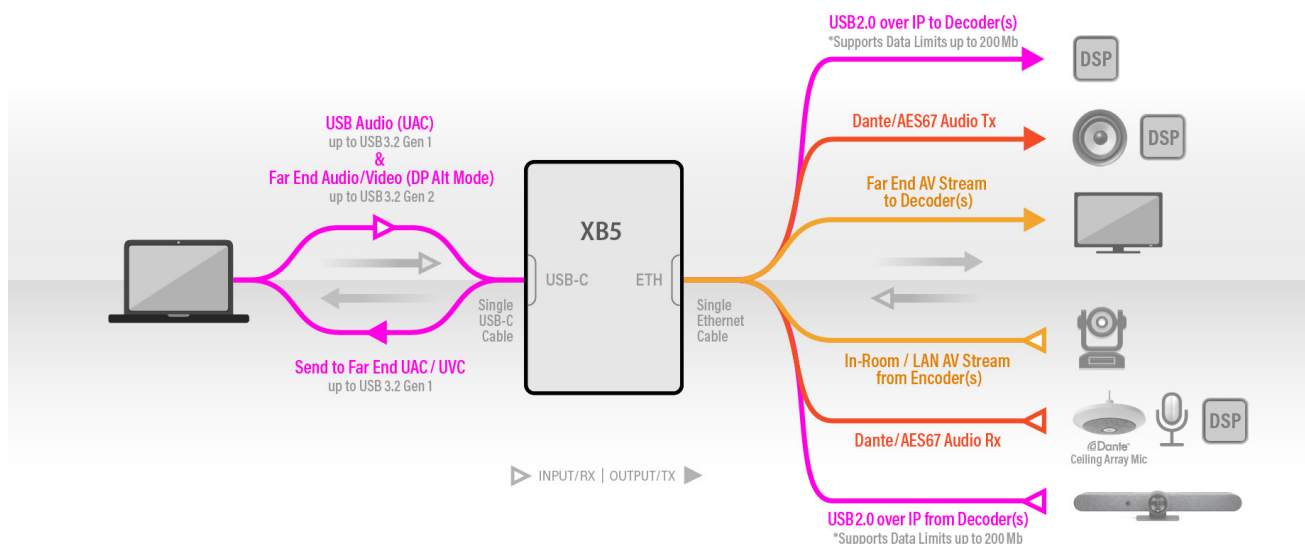 USB2.0 over IP to Decoder(s)
*Supports Data Limits up to 200 Mb
DSP
USB Audio (UAC)
up to USB 3.2 Gen 1
&
Far End Audio/Video (DP Alt Mode)
up to USB 3.2 Gen 2
Dante/AES67 Audio Tx
DSP
Far End AV Stream
to Decoder(s)
XB5
USB-C
ETH
Single
USB-C
Cable
Single
Ethernet
Cable
Send to Far End UAC / UVC
up to USB 3.2 Gen 1
In-Room / LAN AV Stream
from Encoder(s)
Dante/AES67 Audio Rx
Dante™
Ceiling Array Mic
DSP
INPUT/RX | OUTPUT/TX
USB2.0 over IP from Decoder(s)
*Supports Data Limits up to 200 Mb